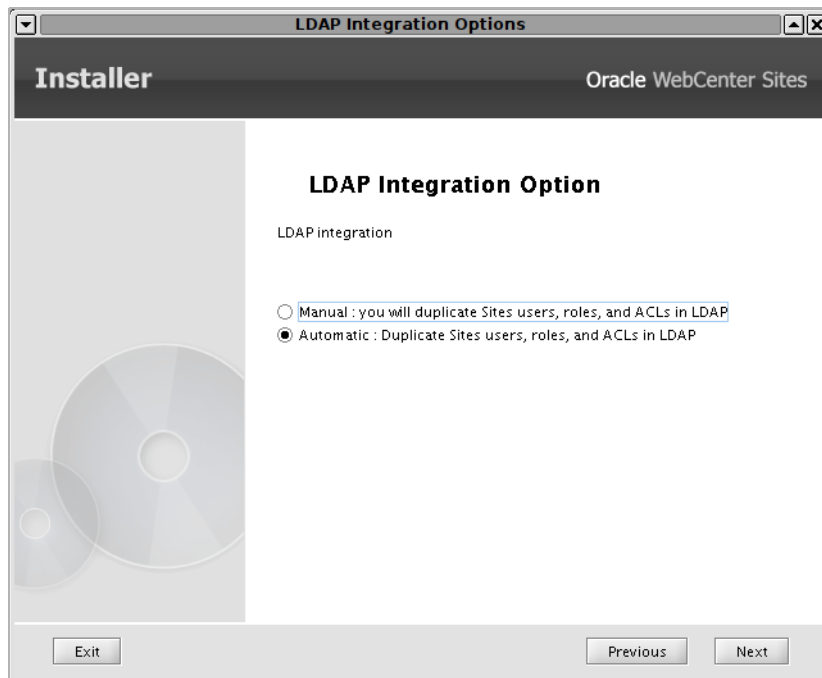 LDAP Integration Options
Installer
Oracle WebCenter Sites
LDAP Integration Option
LDAP integration
Manual : you will duplicate Sites users, roles, and ACLs in LDAP
Automatic : Duplicate Sites users, roles, and ACLs in LDAP
Exit
Previous
Next